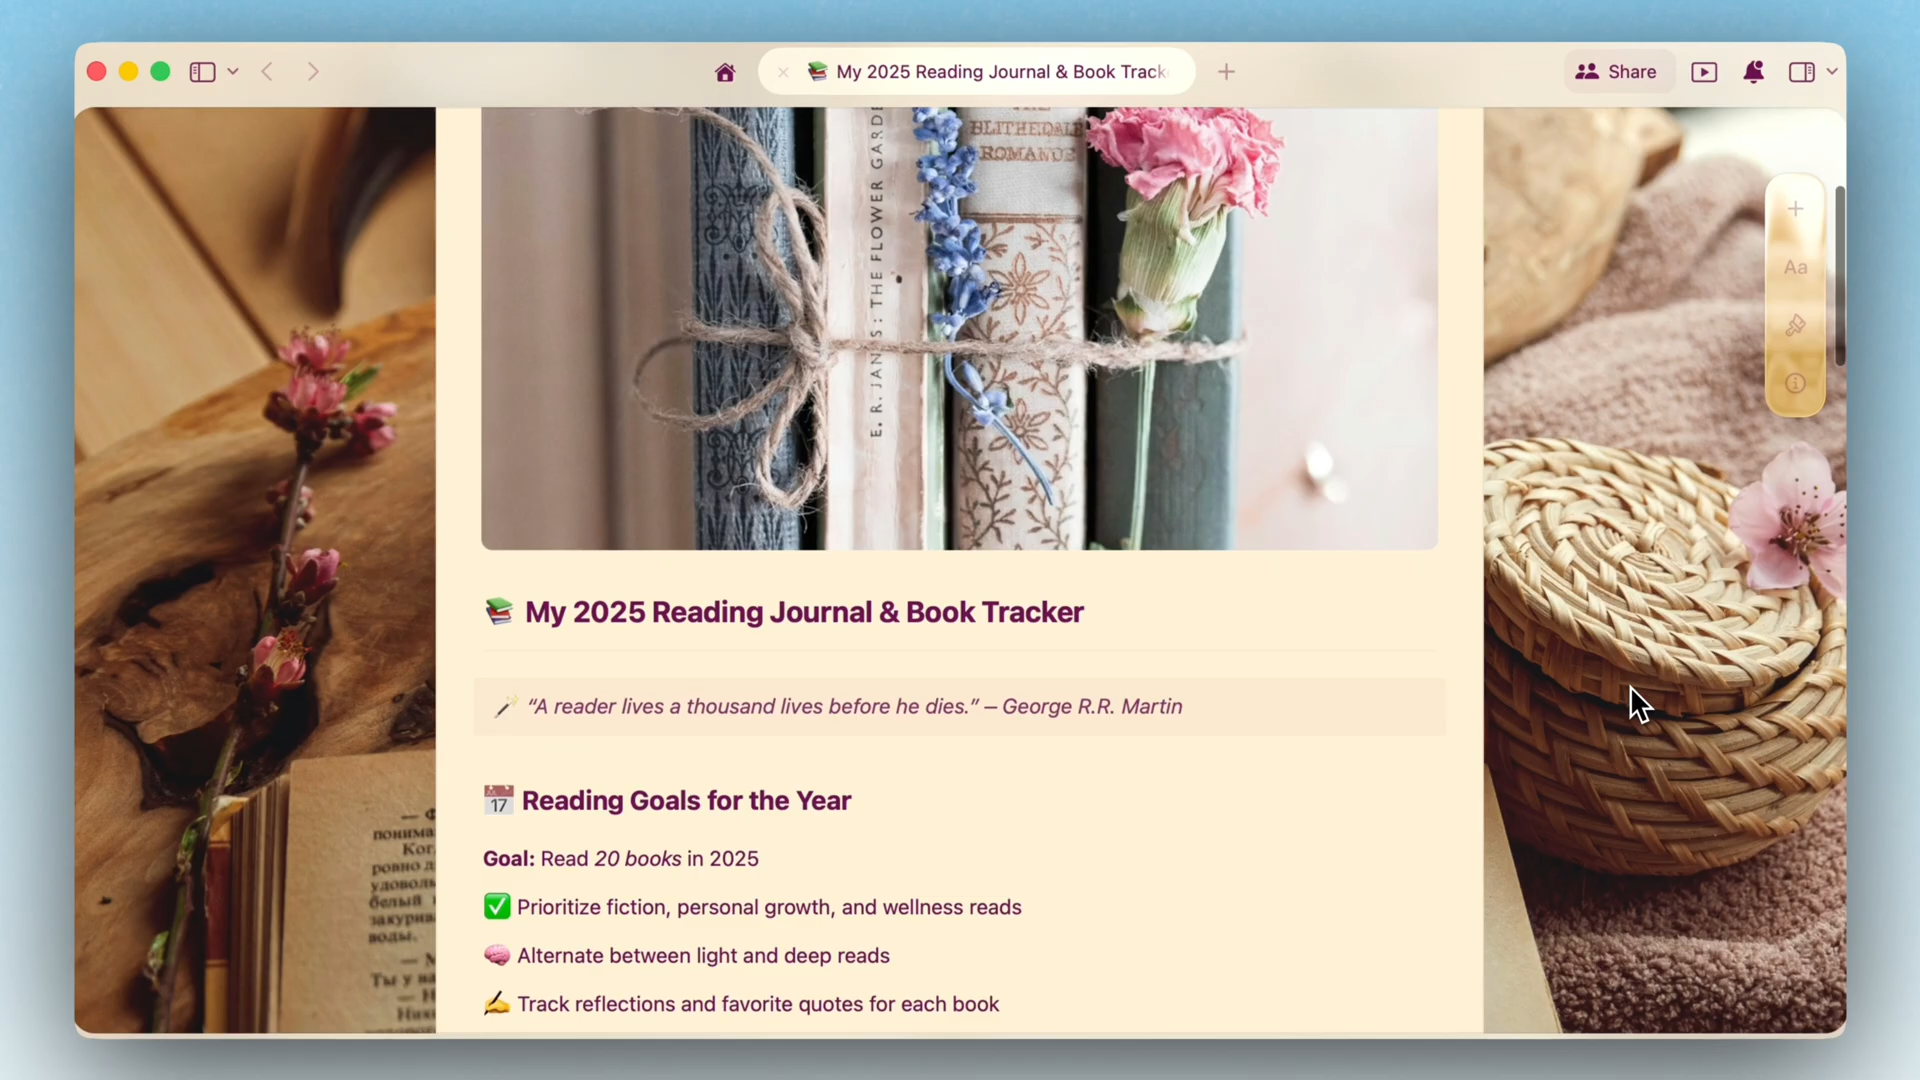 My 2025 Reading Journal & Book Track
Share
Aa
BLITHEDALE
ROMANCE
E. R. JANES : THE FLOWER GARDE
My 2025 Reading Journal & Book Tracker
“A reader lives a thousand lives before he dies.” – George R.R. Martin
17
Reading Goals for the Year
Goal: Read 20 books in 2025
Prioritize fiction, personal growth, and wellness reads
Alternate between light and deep reads
Track reflections and favorite quotes for each book
понима
Ког
ровно д
удоволь
белый
закурив
воды.
Ты у на